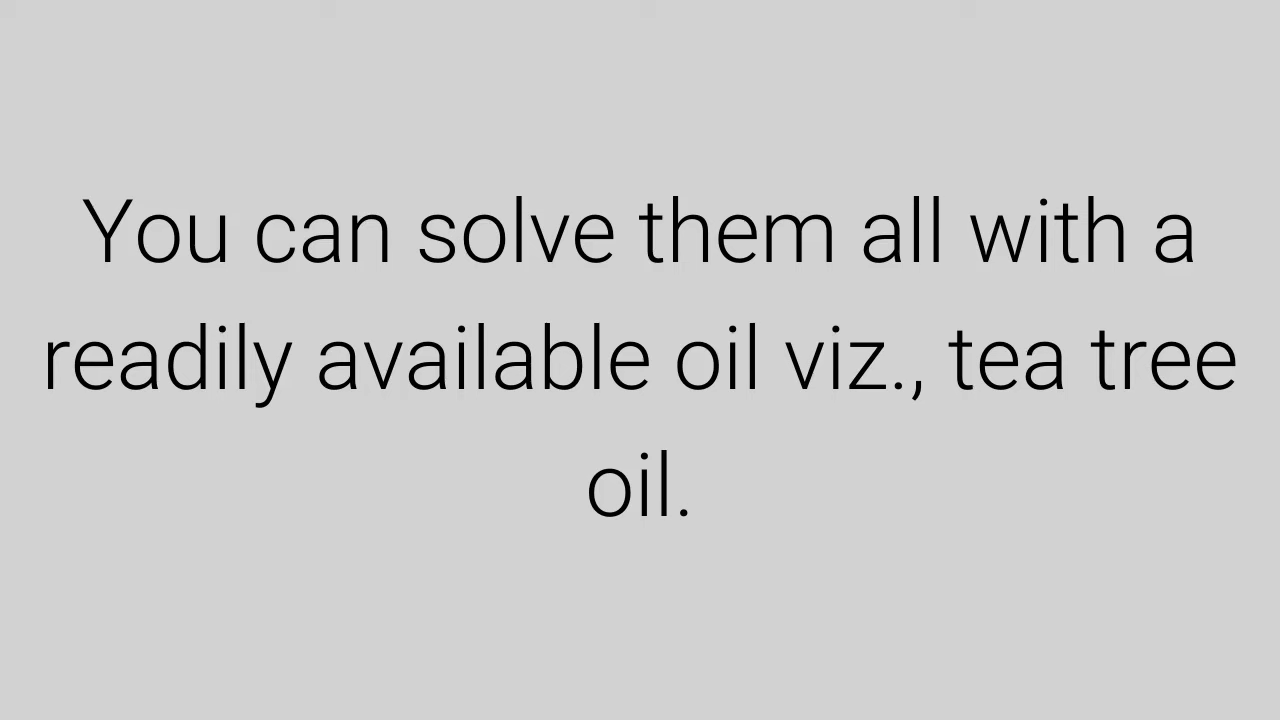 You can solve them all with a
readily available oil viz., tea tree
oil.